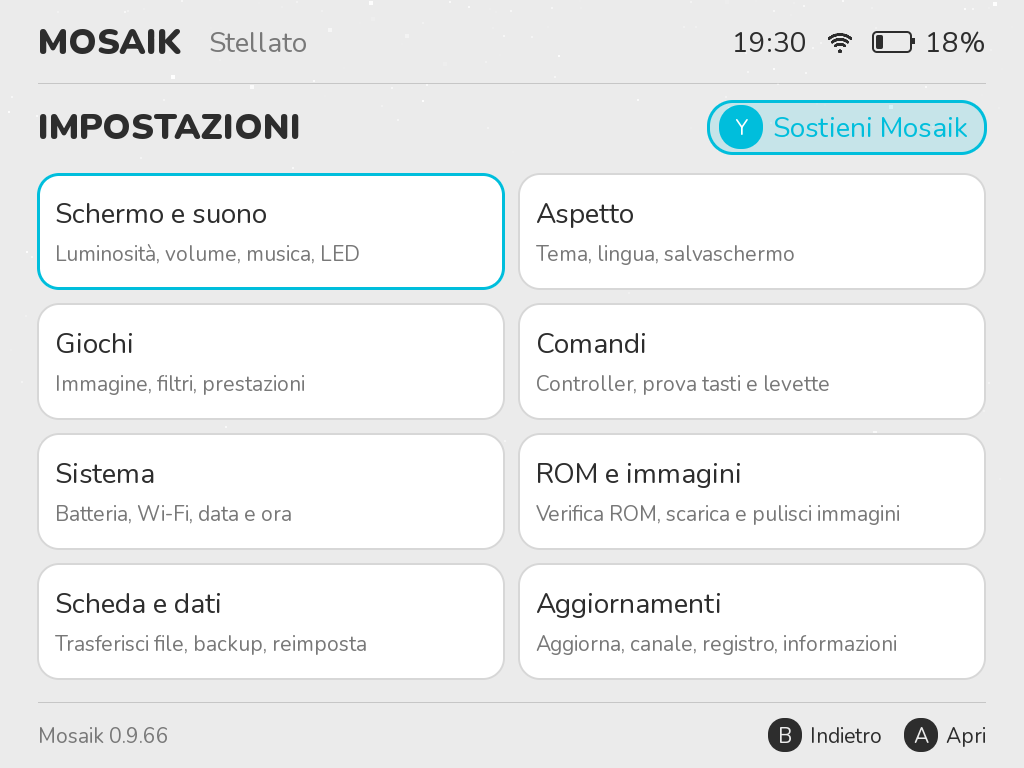 MOSAIK Stellato 19:30 18%
IMPOSTAZIONI
Y Sostieni Mosaik
Schermo e suono
Luminosità, volume, musica, LED
Aspetto
Tema, lingua, salvaschermo
Giochi
Immagine, filtri, prestazioni
Comandi
Controller, prova tasti e levette
Sistema
Batteria, Wi-Fi, data e ora
ROM e immagini
Verifica ROM, scarica e pulisci immagini
Scheda e dati
Trasferisci file, backup, reimposta
Aggiornamenti
Aggiorna, canale, registro, informazioni
Mosaik 0.9.66
B Indietro A Apri